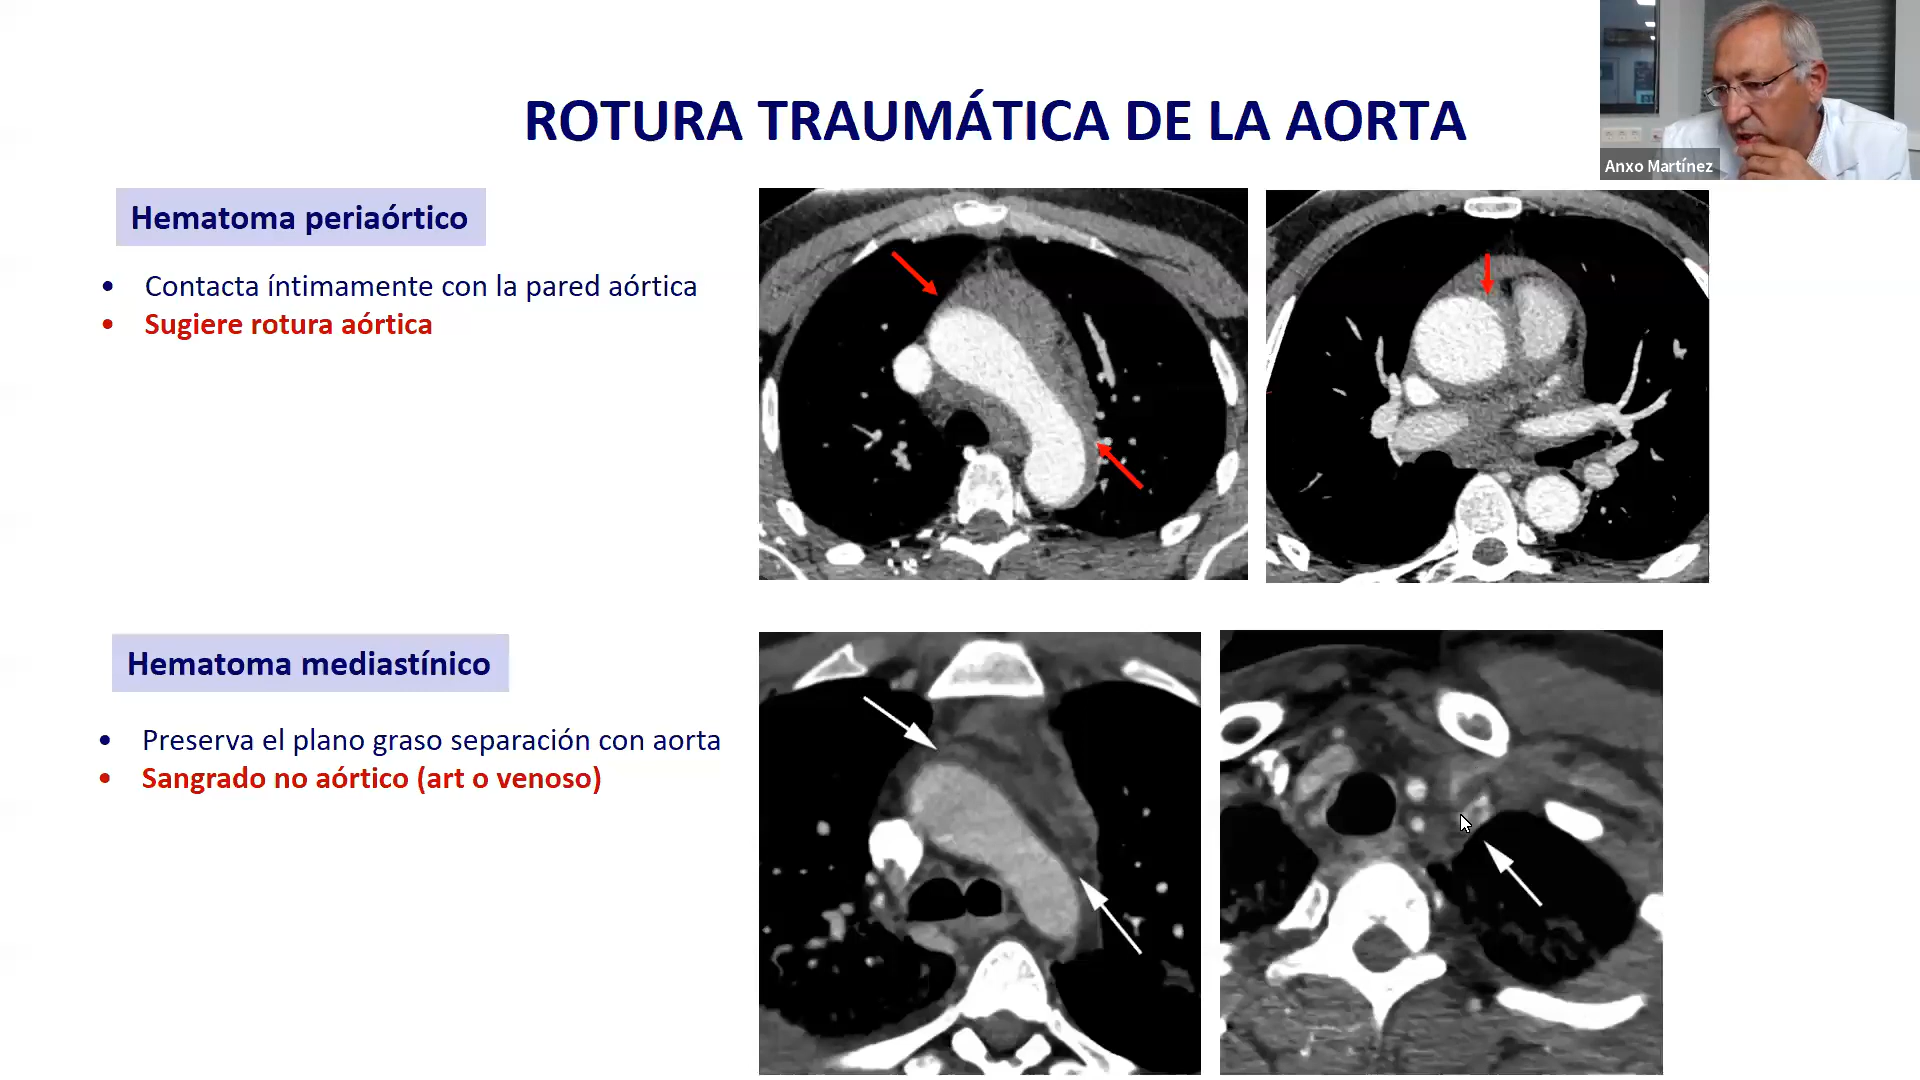 ROTURA TRAUMÁTICA DE LA AORTA
Anxo Martínez
Hematoma periaórtico
• Contacta íntimamente con la pared aórtica
• Sugiere rotura aórtica
Hematoma mediastínico
• Preserva el plano graso separación con aorta
• Sangrado no aórtico (art o venoso)